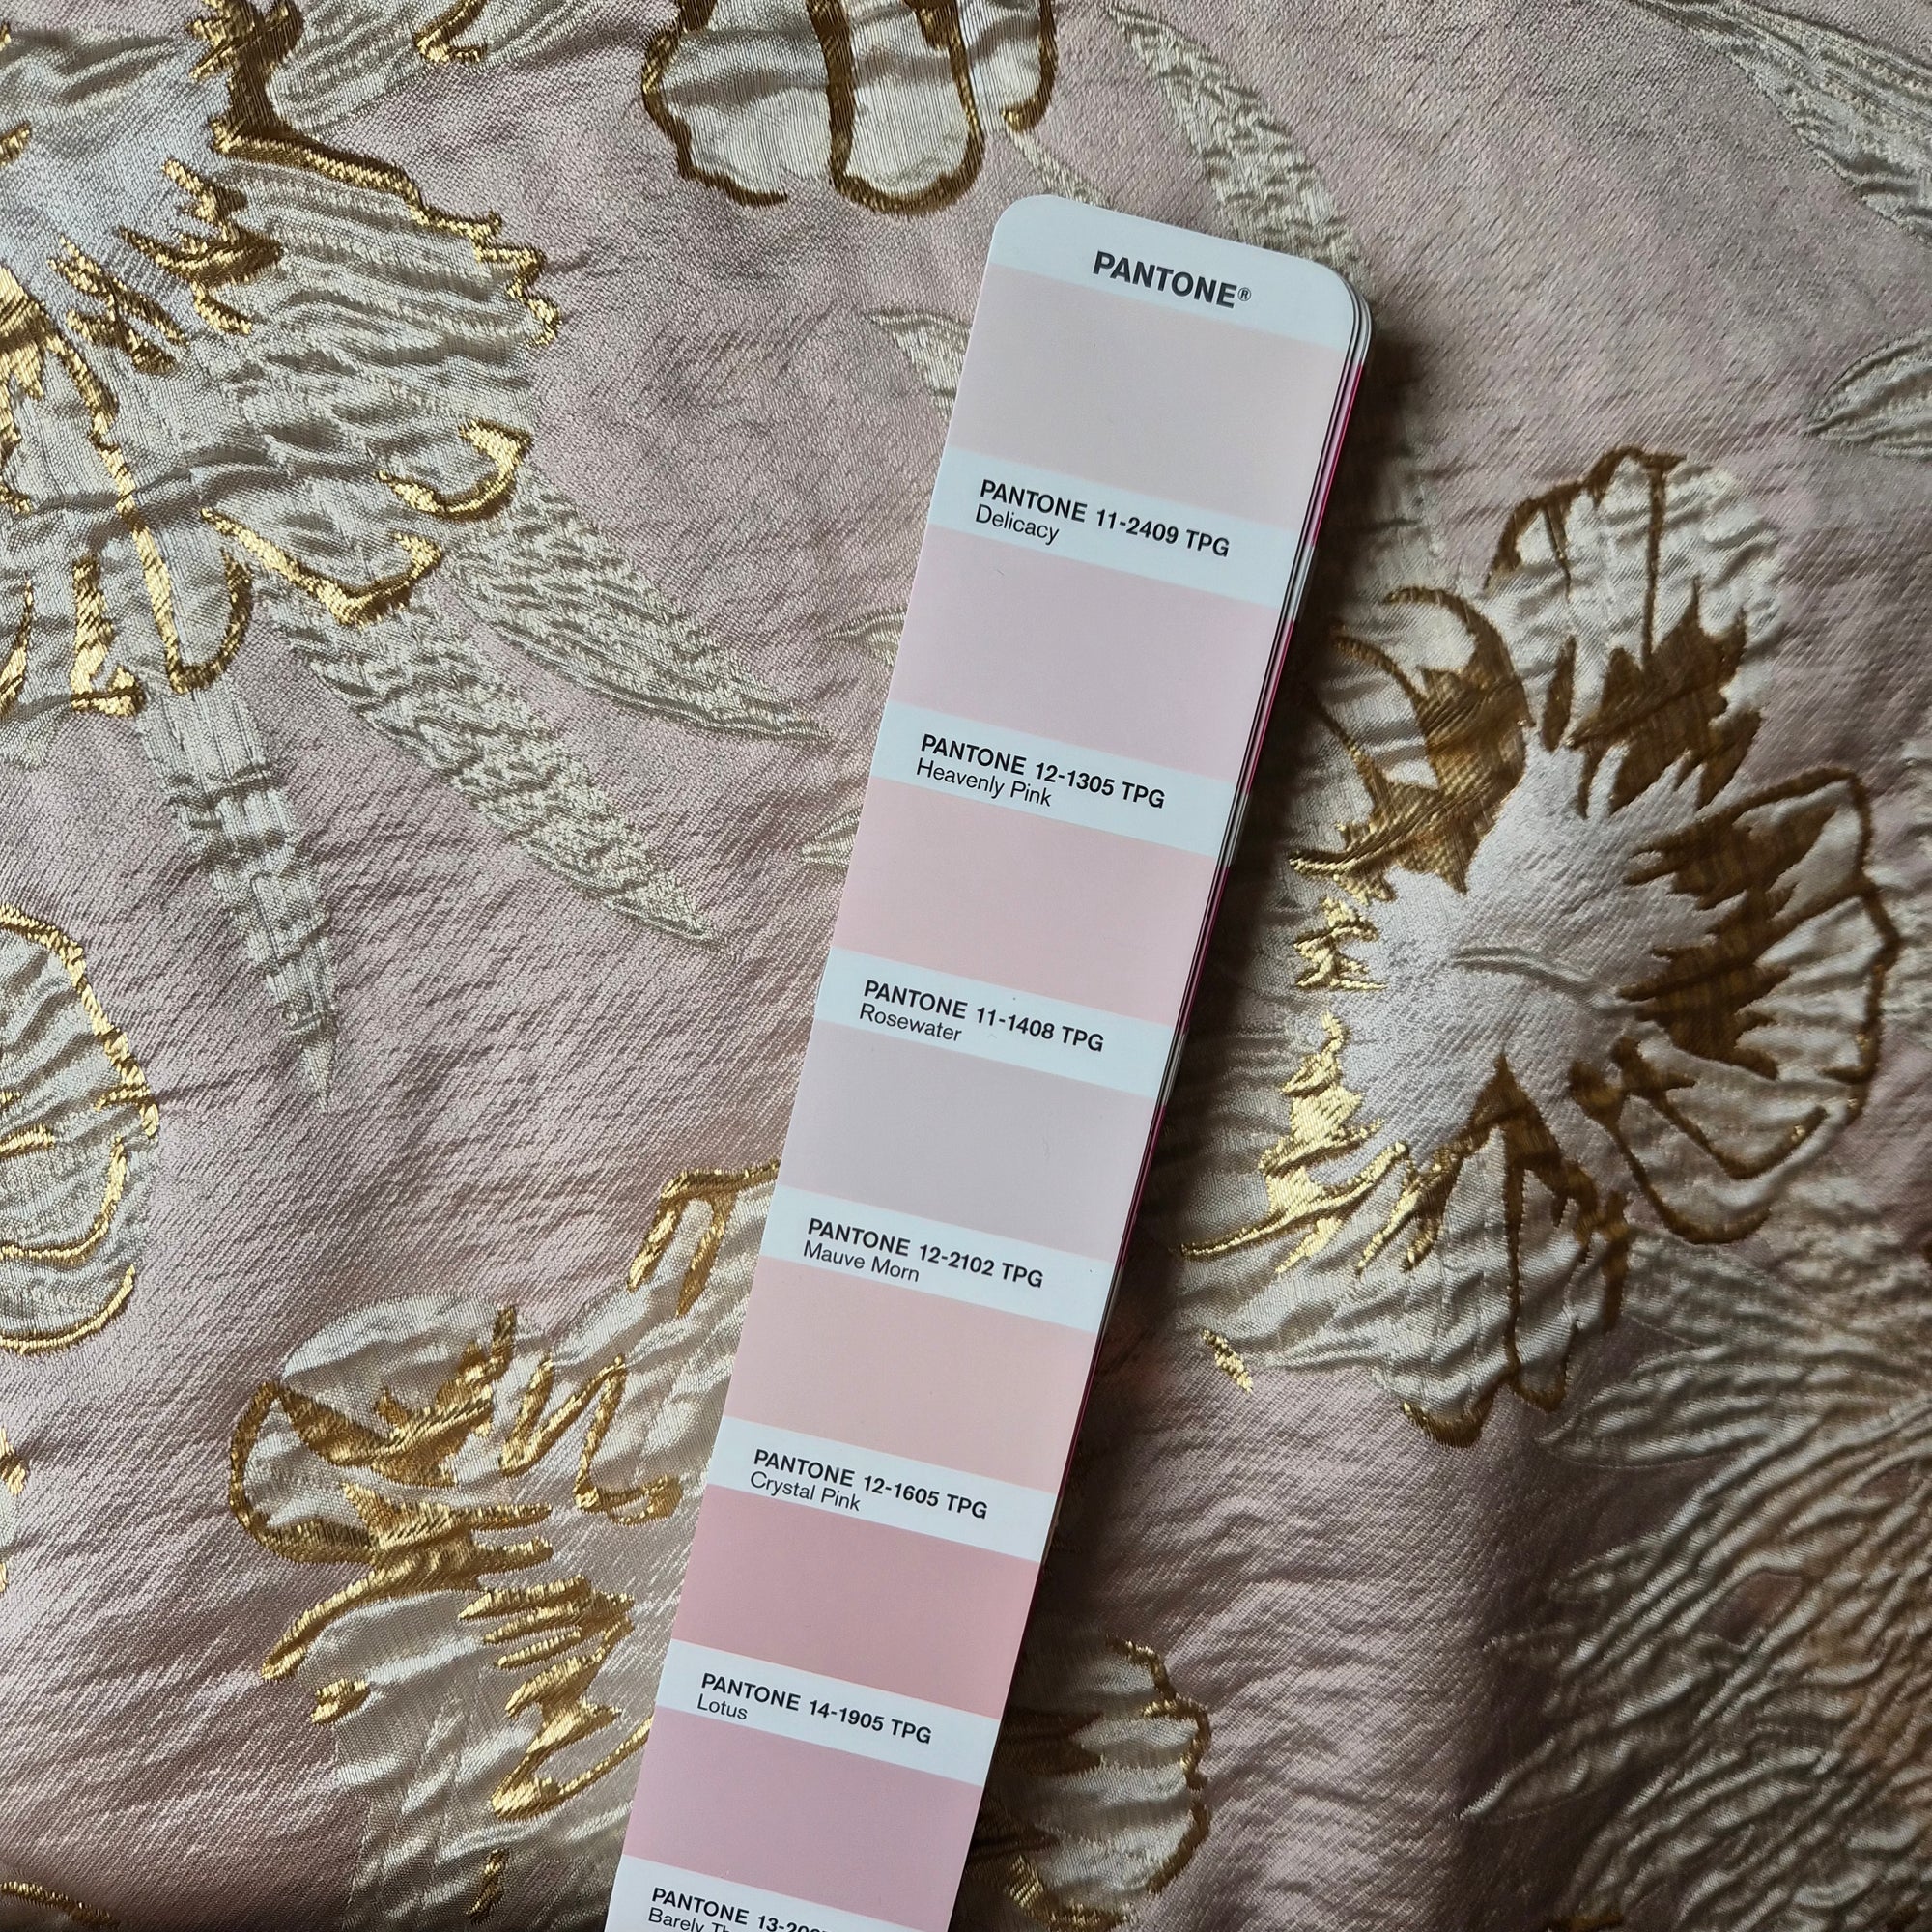 PANTONE®
PANTONE 11-2409 TPG
Delicacy
PANTONE 12-1305 TPG
Heavenly Pink
PANTONE 11-1408 TPG
Rosewater
PANTONE 12-2102 TPG
Mauve Morn
PANTONE 12-1605 TPG
Crystal Pink
PANTONE 14-1905 TPG
Lotus
PANTONE
Barely